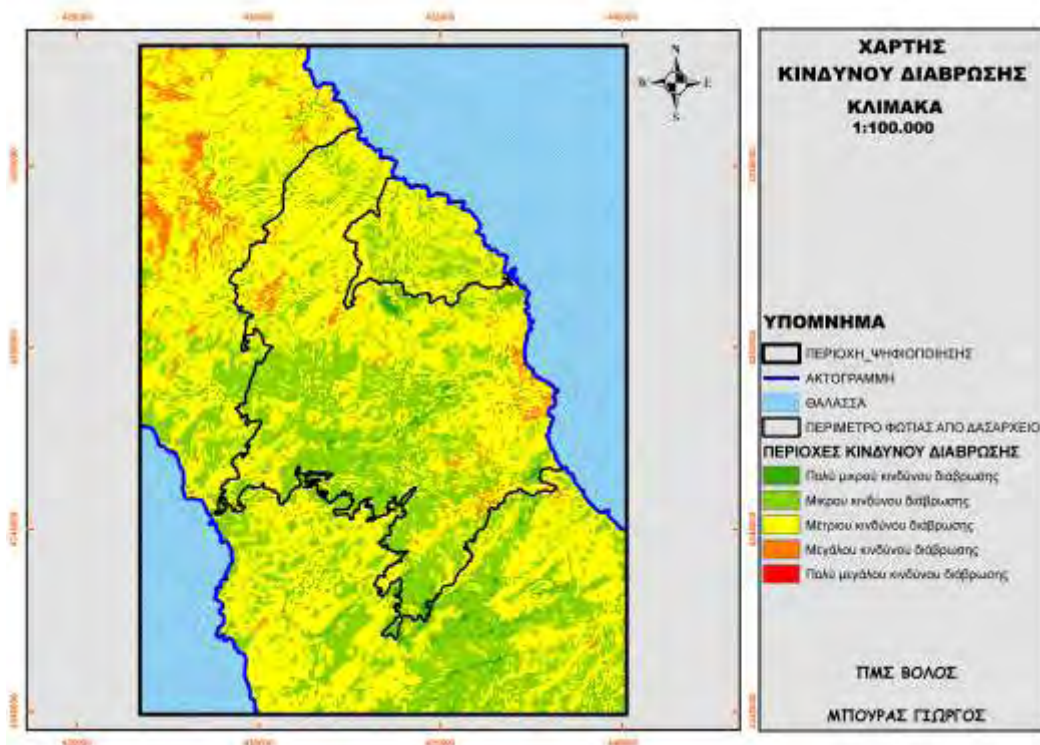 ΧΑΡΤΗΣ
ΚΙΝΔΥΝΟΥ ΔΙΑΒΡΩΣΗΣ
ΚΛΙΜΑΚΑ
1:100.000
N
E
S
ΥΠΟΜΝΗΜΑ
ΠΕΡΙΟΧΗ_ΨΗΦΙΟΠΟΙΗΣΗΣ
ΑΚΤΟΓΡΑΜΜΗ
ΘΑΛΑΣΣΑ
ΠΕΡΙΜΕΤΡΟ ΦΩΤΙΑΣ ΑΠΟ ΔΑΣΑΡΧΕΙΟ
ΠΕΡΙΟΧΕΣ ΚΙΝΔΥΝΟΥ ΔΙΑΒΡΩΣΗΣ
Πολύ μικρού κινδύνου διάβρωσης
Μικρου κινδύνου διάβρωσης
Μέτριου κινδύνου διάβρωσης
Μεγάλου κινδύνου διάβρωσης
Πολύ μεγάλου κινδύνου διάβρωσης
ΠΜΣ ΒΟΛΟΣ
ΜΠΟΥΡΑΣ ΓΙΩΡΓΟΣ